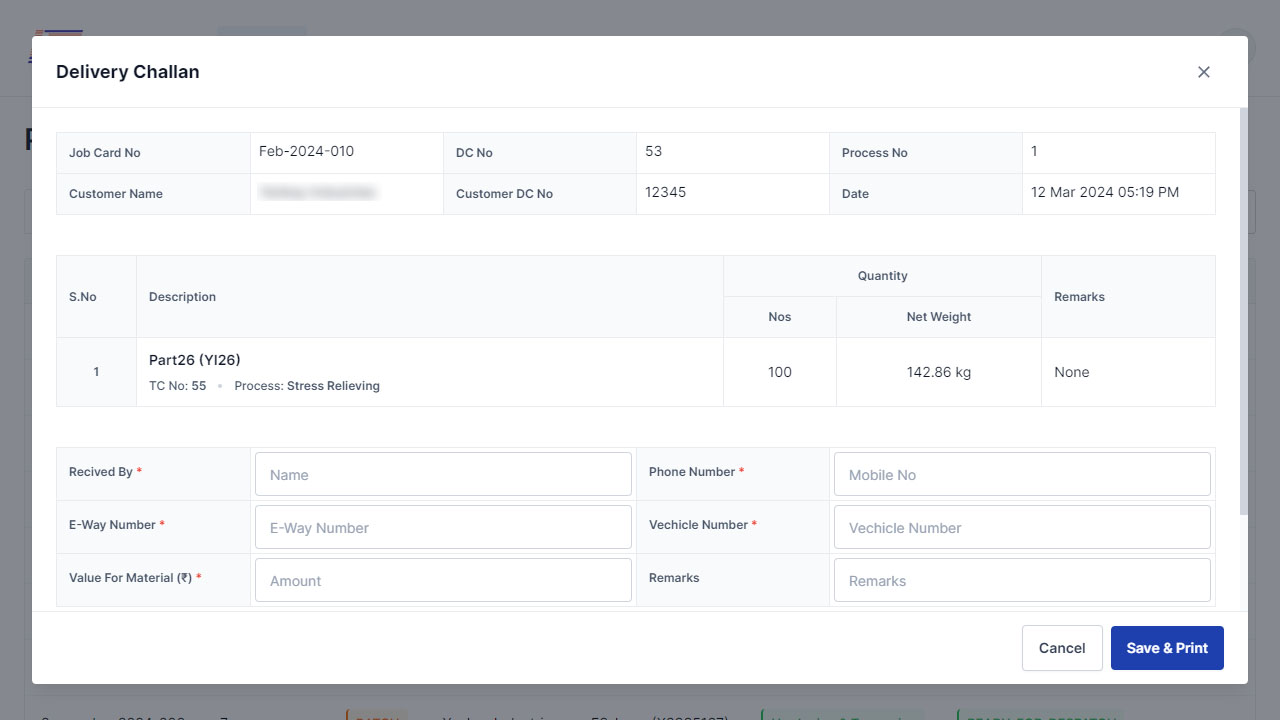 Delivery Challan
Job Card No Feb-2024-010 DC No 53 Process No 1
Customer Name Customer DC No 12345 Date 12 Mar 2024 05:19 PM
S.No Description Quantity Remarks
Nos Net Weight
1 Part26 (YI26) 100 142.86 kg None
TC No: 55 • Process: Stress Relieving
Recived By * Name Phone Number * Mobile No
E-Way Number * E-Way Number Vechicle Number * Vechicle Number
Value For Material (₹) * Amount Remarks Remarks
Cancel Save & Print